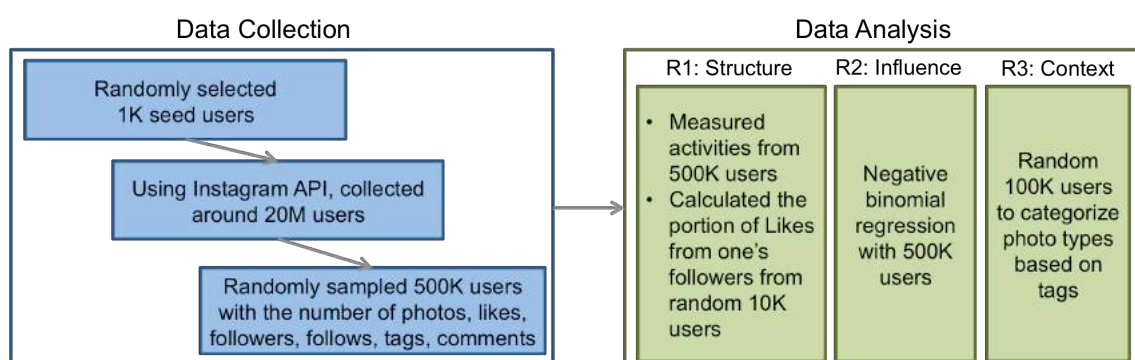 Data Collection
Randomly selected
1K seed users
Using Instagram API, collected
around 20M users
Randomly sampled 500K users
with the number of photos, likes,
followers, follows, tags, comments
Data Analysis
R1: Structure
• Measured
activities from
500K users
• Calculated the
portion of Likes
from one's
followers from
random 10K
users
R2: Influence
Negative
binomial
regression
with 500K
users
R3: Context
Random
100K users
to categorize
photo types
based on
tags